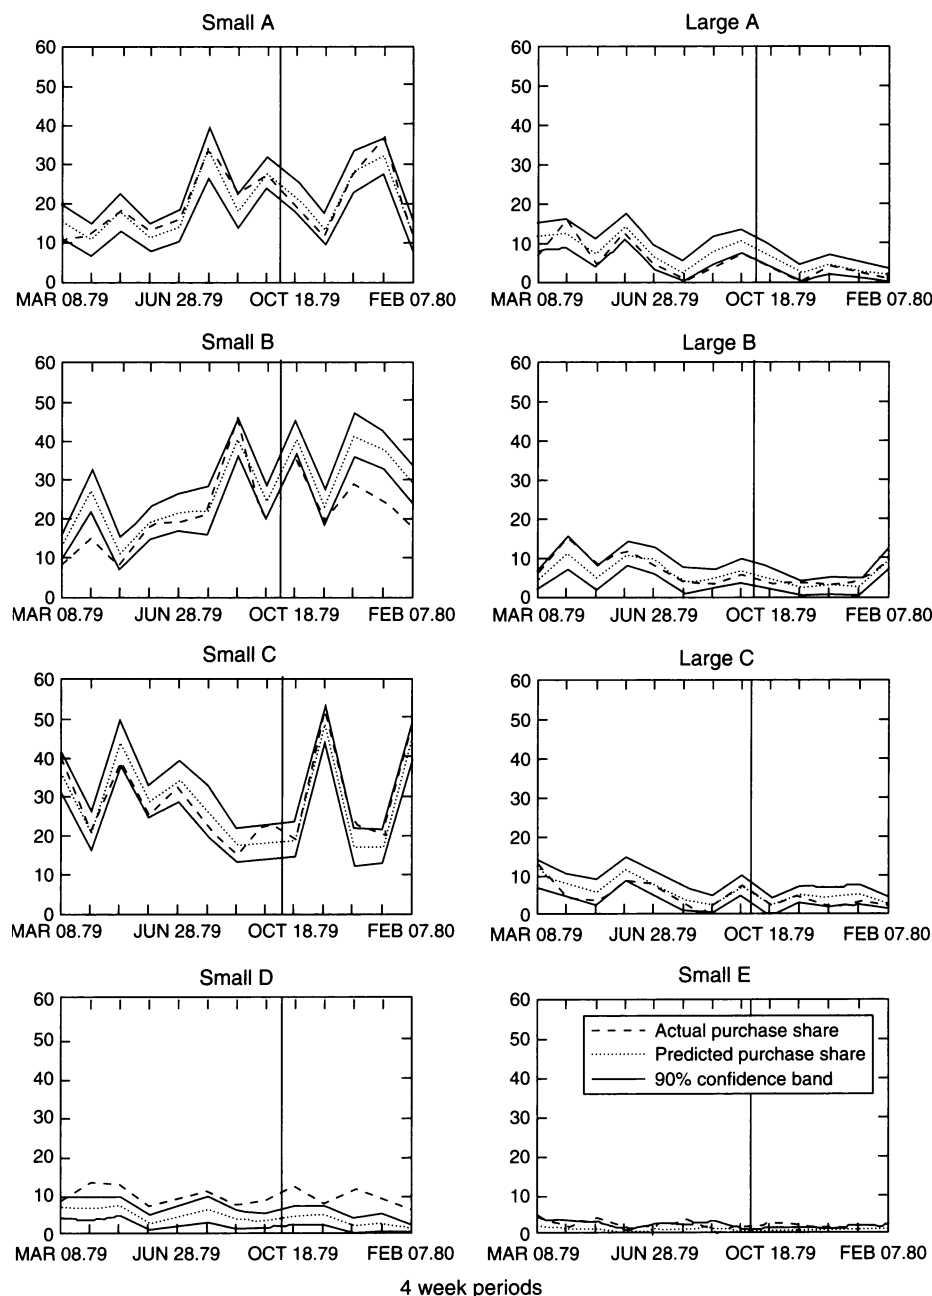 Small A
Large A
60
50
40
30
20
10
0
MAR 08.79 JUN 28.79 OCT 18.79 FEB 07.80
60
50
40
30
20
10
0
MAR 08.79 JUN 28.79 OCT 18.79 FEB 07.80
Small B
Large B
60
50
40
30
20
10
0
MAR 08.79 JUN 28.79 OCT 18.79 FEB 07.80
60
50
40
30
20
10
0
MAR 08.79 JUN 28.79 OCT 18.79 FEB 07.80
Small C
Large C
60
50
40
30
20
10
0
MAR 08.79 JUN 28.79 OCT 18.79 FEB 07.80
60
50
40
30
20
10
0
MAR 08.79 JUN 28.79 OCT 18.79 FEB 07.80
Small D
Small E
60
50
40
30
20
10
0
MAR 08.79 JUN 28.79 OCT 18.79 FEB 07.80
60
50
40
30
20
10
0
Actual purchase share
Predicted purchase share
90% confidence band
MAR 08.79 JUN 28.79 OCT 18.79 FEB 07.80
4 week periods